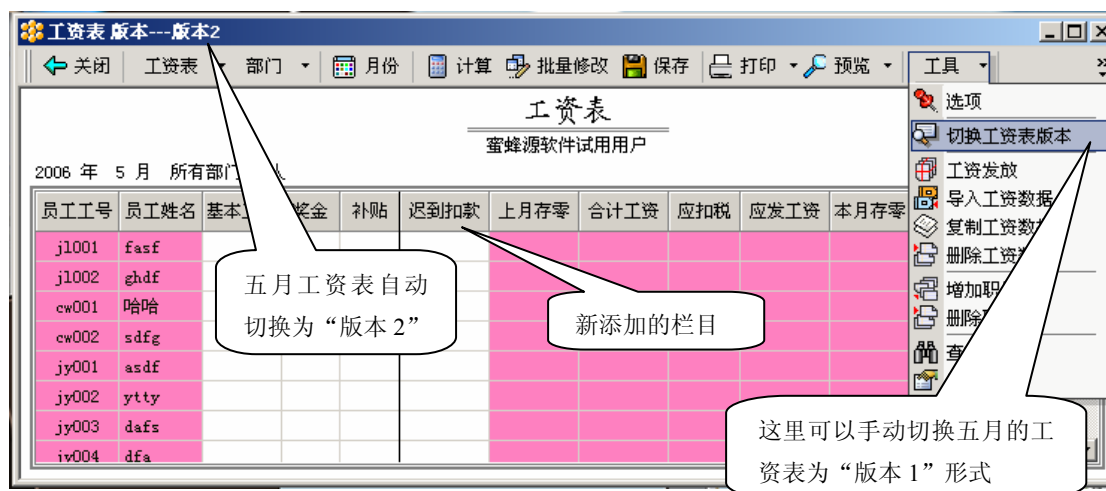 工资表 版本---版本2
关闭 工资表 部门 月份 计算 批量修改 保存 打印 预览 工具
工资表
蜜蜂源软件试用用户
2006 年 5 月 所有部门
员工工号 员工姓名 基本 奖金 补贴 迟到扣款 上月存零 合计工资 应扣税 应发工资 本月存零
jl001 fasf
jl002 ghdf
cw001 哈哈
cw002 sdfg
jy001 asdf
jy002 ytty
jy003 dafs
jy004 dfa
选项
切换工资表版本
工资发放
导入工资数据
复制工资数据
删除工资数
增加职
删除
查
五月工资表自动
切换为“版本 2”
新添加的栏目
这里可以手动切换五月的工
资表为“版本 1”形式